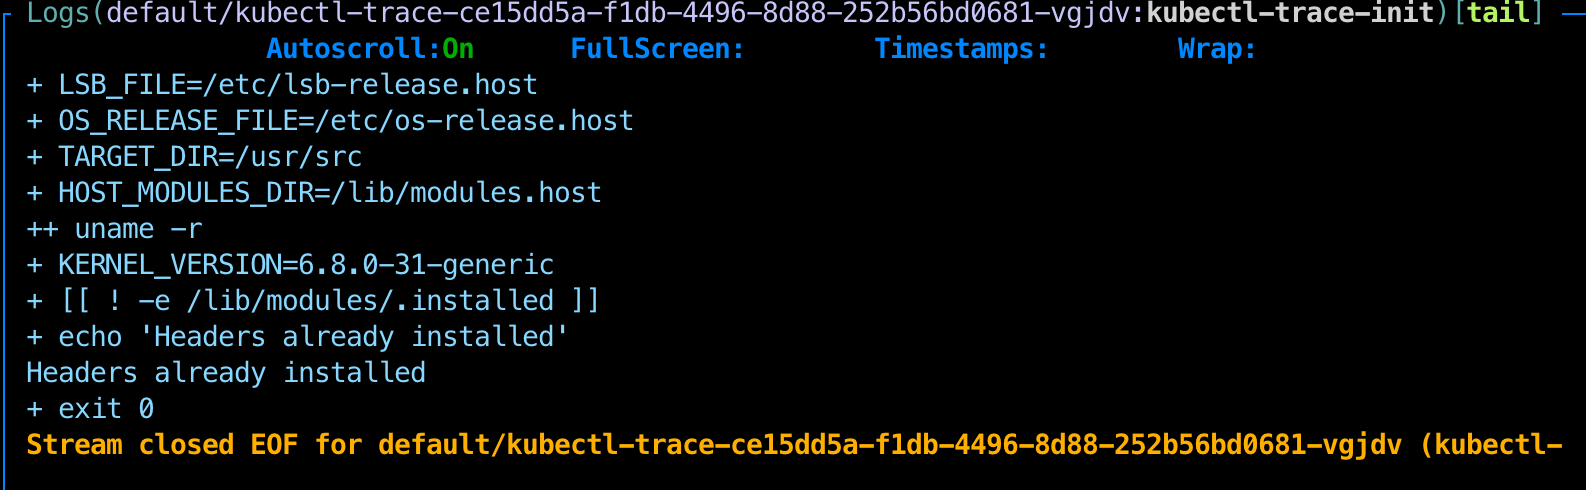 Logs(default/kubectl-trace-ce15dd5a-f1db-4496-8d88-252b56bd0681-vgjdv:kubectl-trace-init)[tail]
Autoscroll:On FullScreen: Timestamps: Wrap:
+ LSB_FILE=/etc/lsb-release.host
+ OS_RELEASE_FILE=/etc/os-release.host
+ TARGET_DIR=/usr/src
+ HOST_MODULES_DIR=/lib/modules.host
++ uname -r
+ KERNEL_VERSION=6.8.0-31-generic
+ [[ ! -e /lib/modules/.installed ]]
+ echo 'Headers already installed'
Headers already installed
+ exit 0
Stream closed EOF for default/kubectl-trace-ce15dd5a-f1db-4496-8d88-252b56bd0681-vgjdv (kubectl-